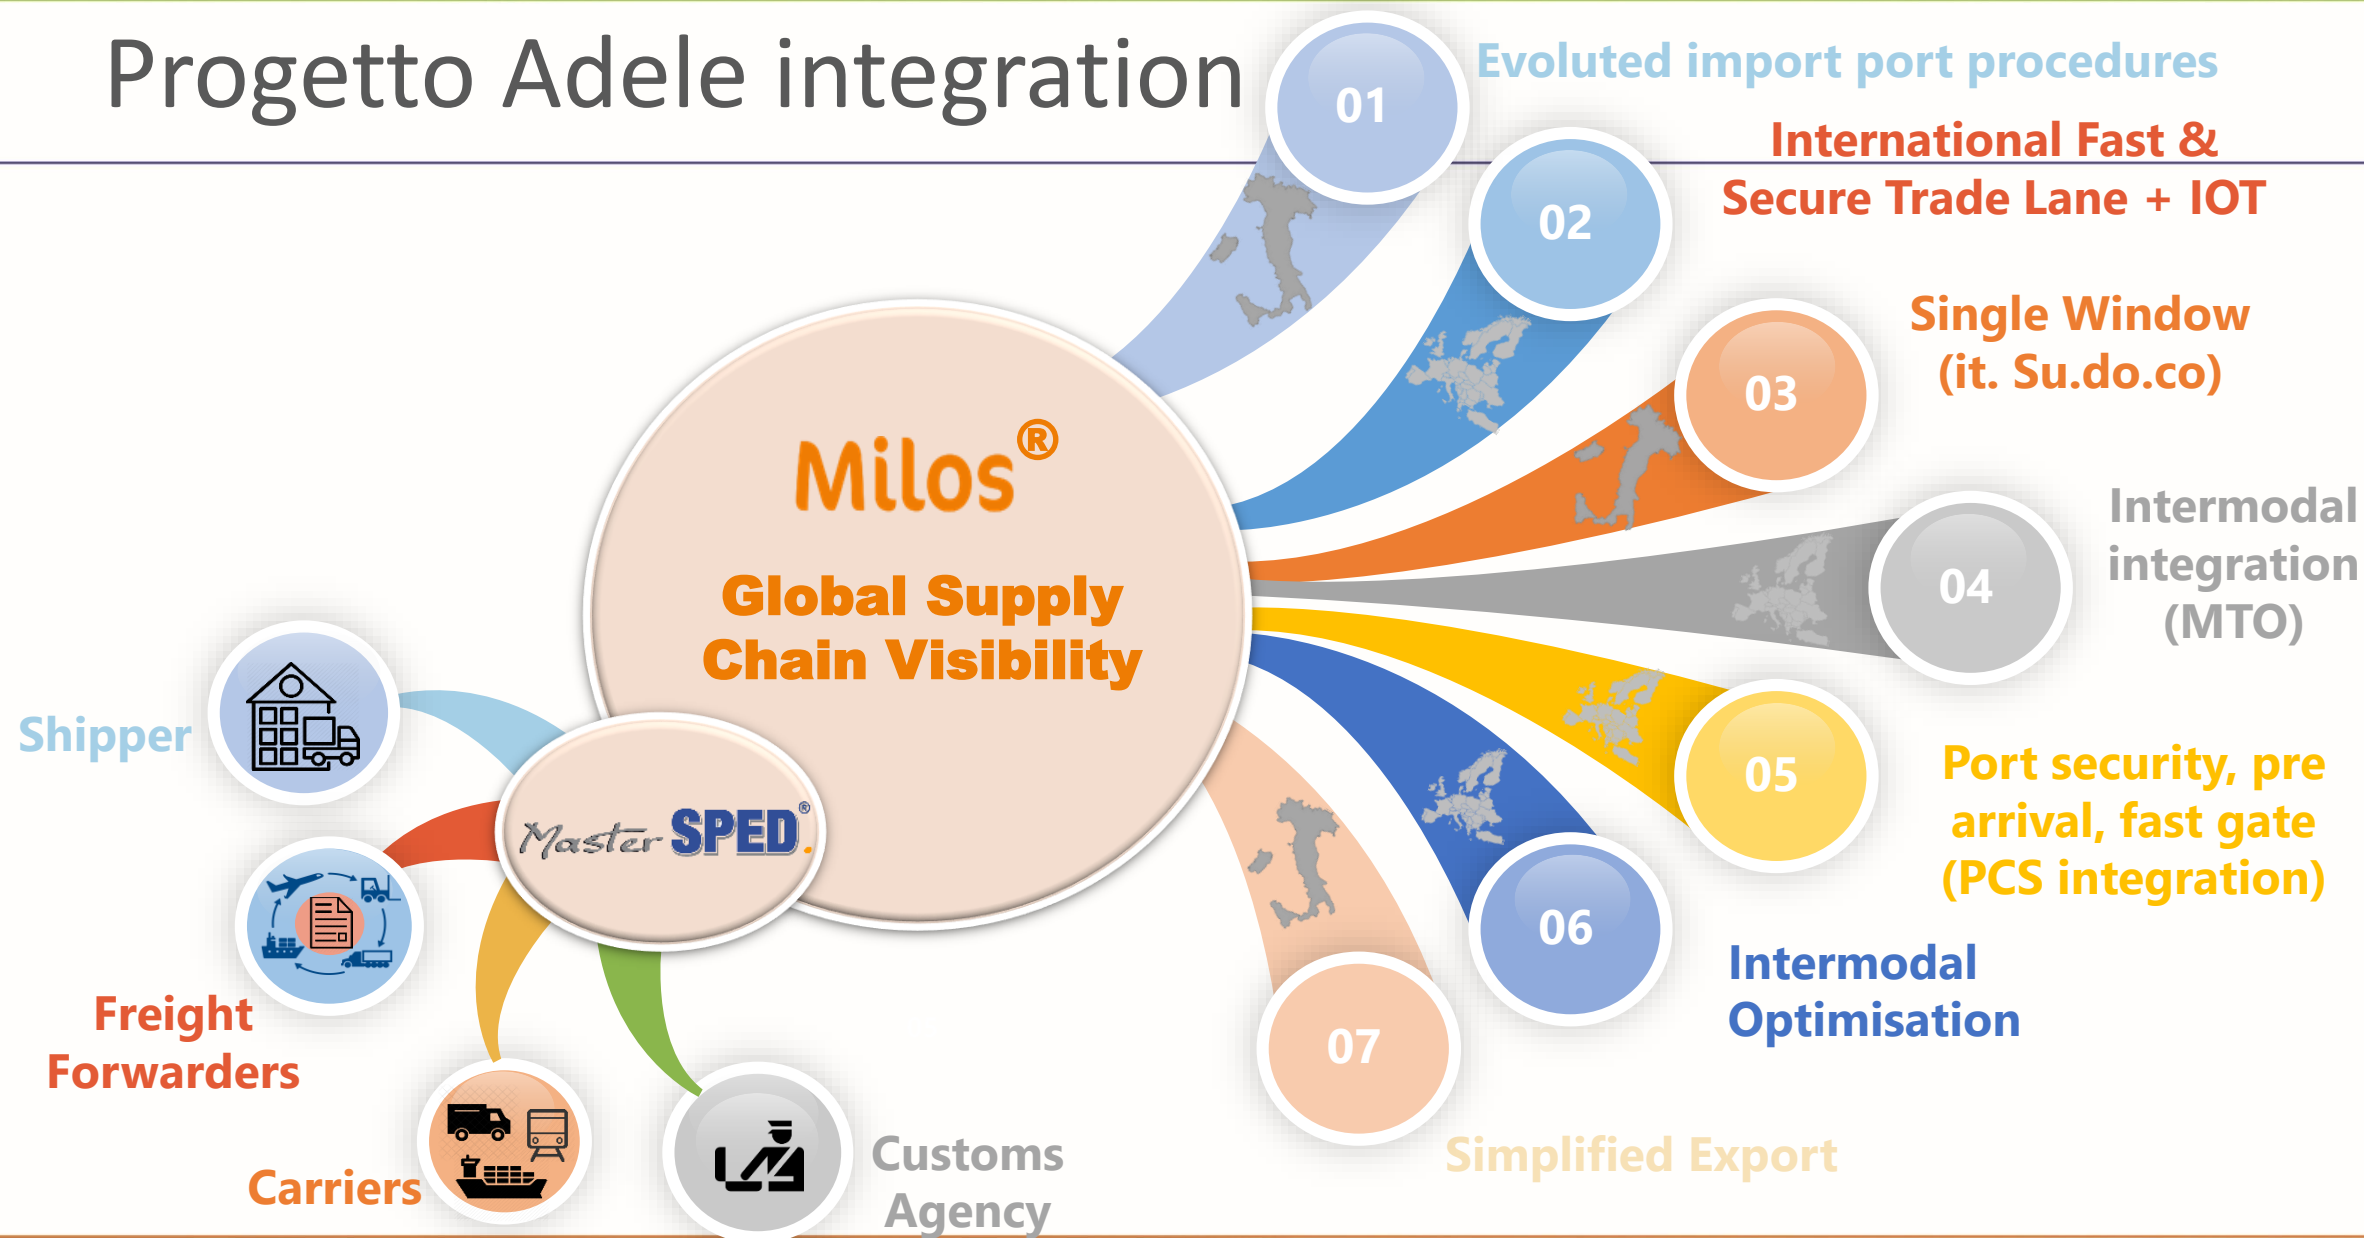 Progetto Adele integration
01
Evoluted import port procedures
02
International Fast &
Secure Trade Lane + IOT
03
Single Window
(it. Su.do.co)
04
Intermodal
integration
(MTO)
05
Port security, pre
arrival, fast gate
(PCS integration)
06
Intermodal
Optimisation
07
Simplified Export
Milos®
Global Supply
Chain Visibility
Master SPED®
Shipper
Freight
Forwarders
Carriers
Customs
Agency